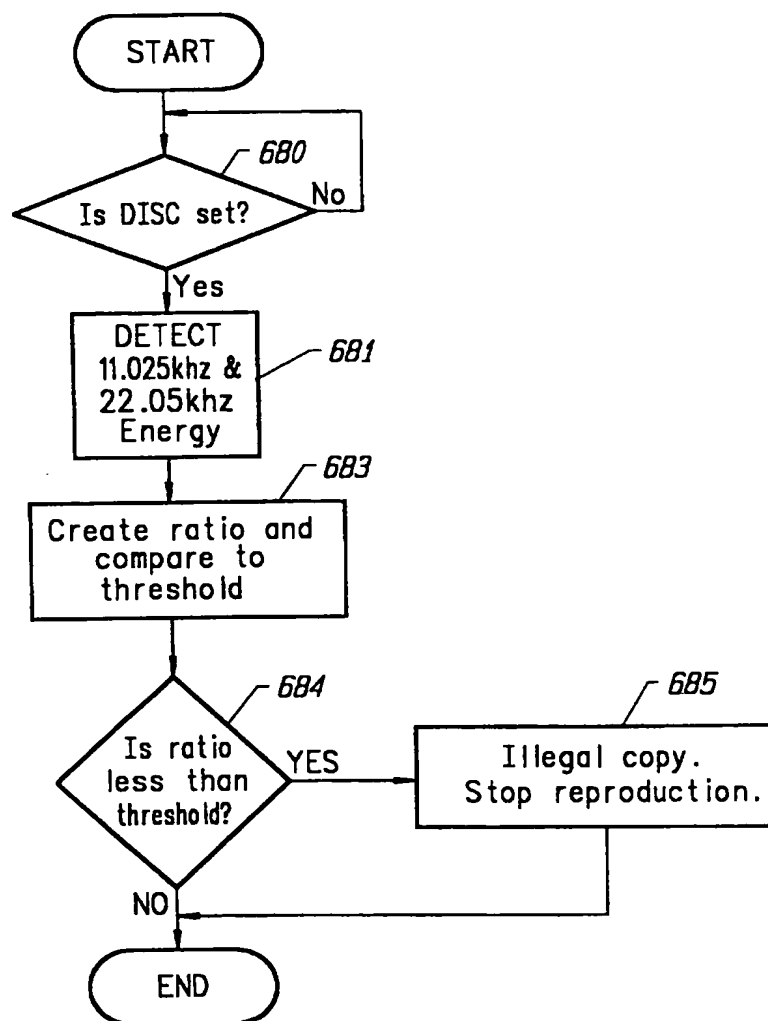 START
680
Is DISC set?
No
Yes
DETECT
11.025khz &
22.05khz
Energy
681
683
Create ratio and
compare to
threshold
684
Is ratio
less than
threshold?
YES
685
Illegal copy.
Stop reproduction.
NO
END